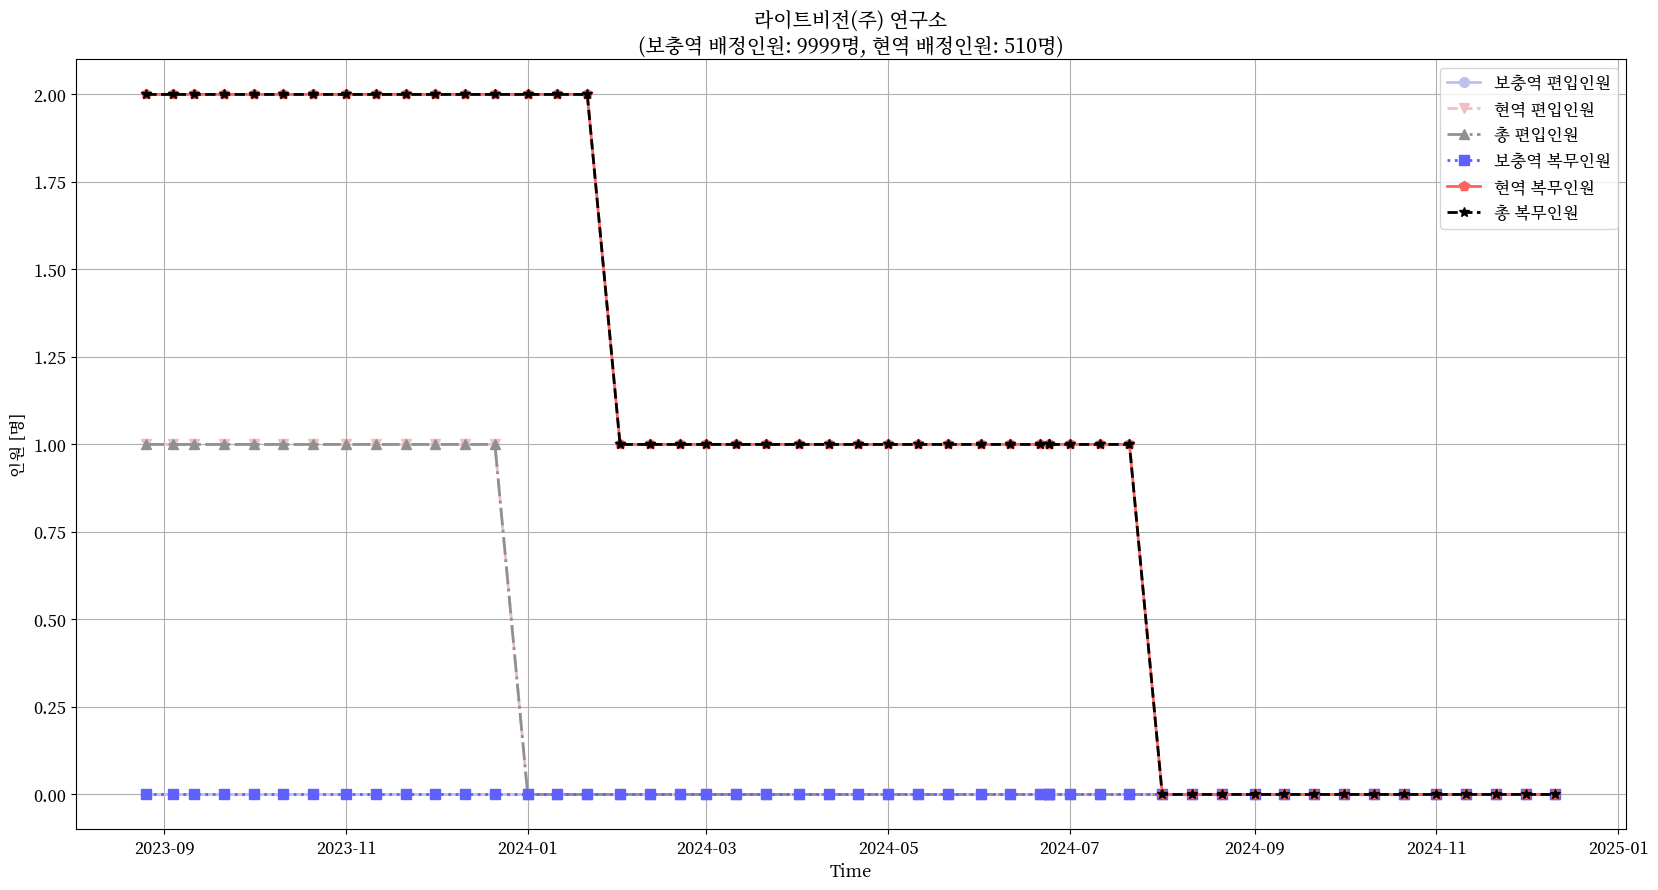 라이트비전(주) 연구소
(보충역 배정인원: 9999명, 현역 배정인원: 510명)
보충역 편입인원
현역 편입인원
총 편입인원
보충역 복무인원
현역 복무인원
총 복무인원
2.00
1.75
1.50
1.25
1.00
0.75
0.50
0.25
0.00
인원 [명]
2023-09
2023-11
2024-01
2024-03
2024-05
2024-07
2024-09
2024-11
2025-01
Time